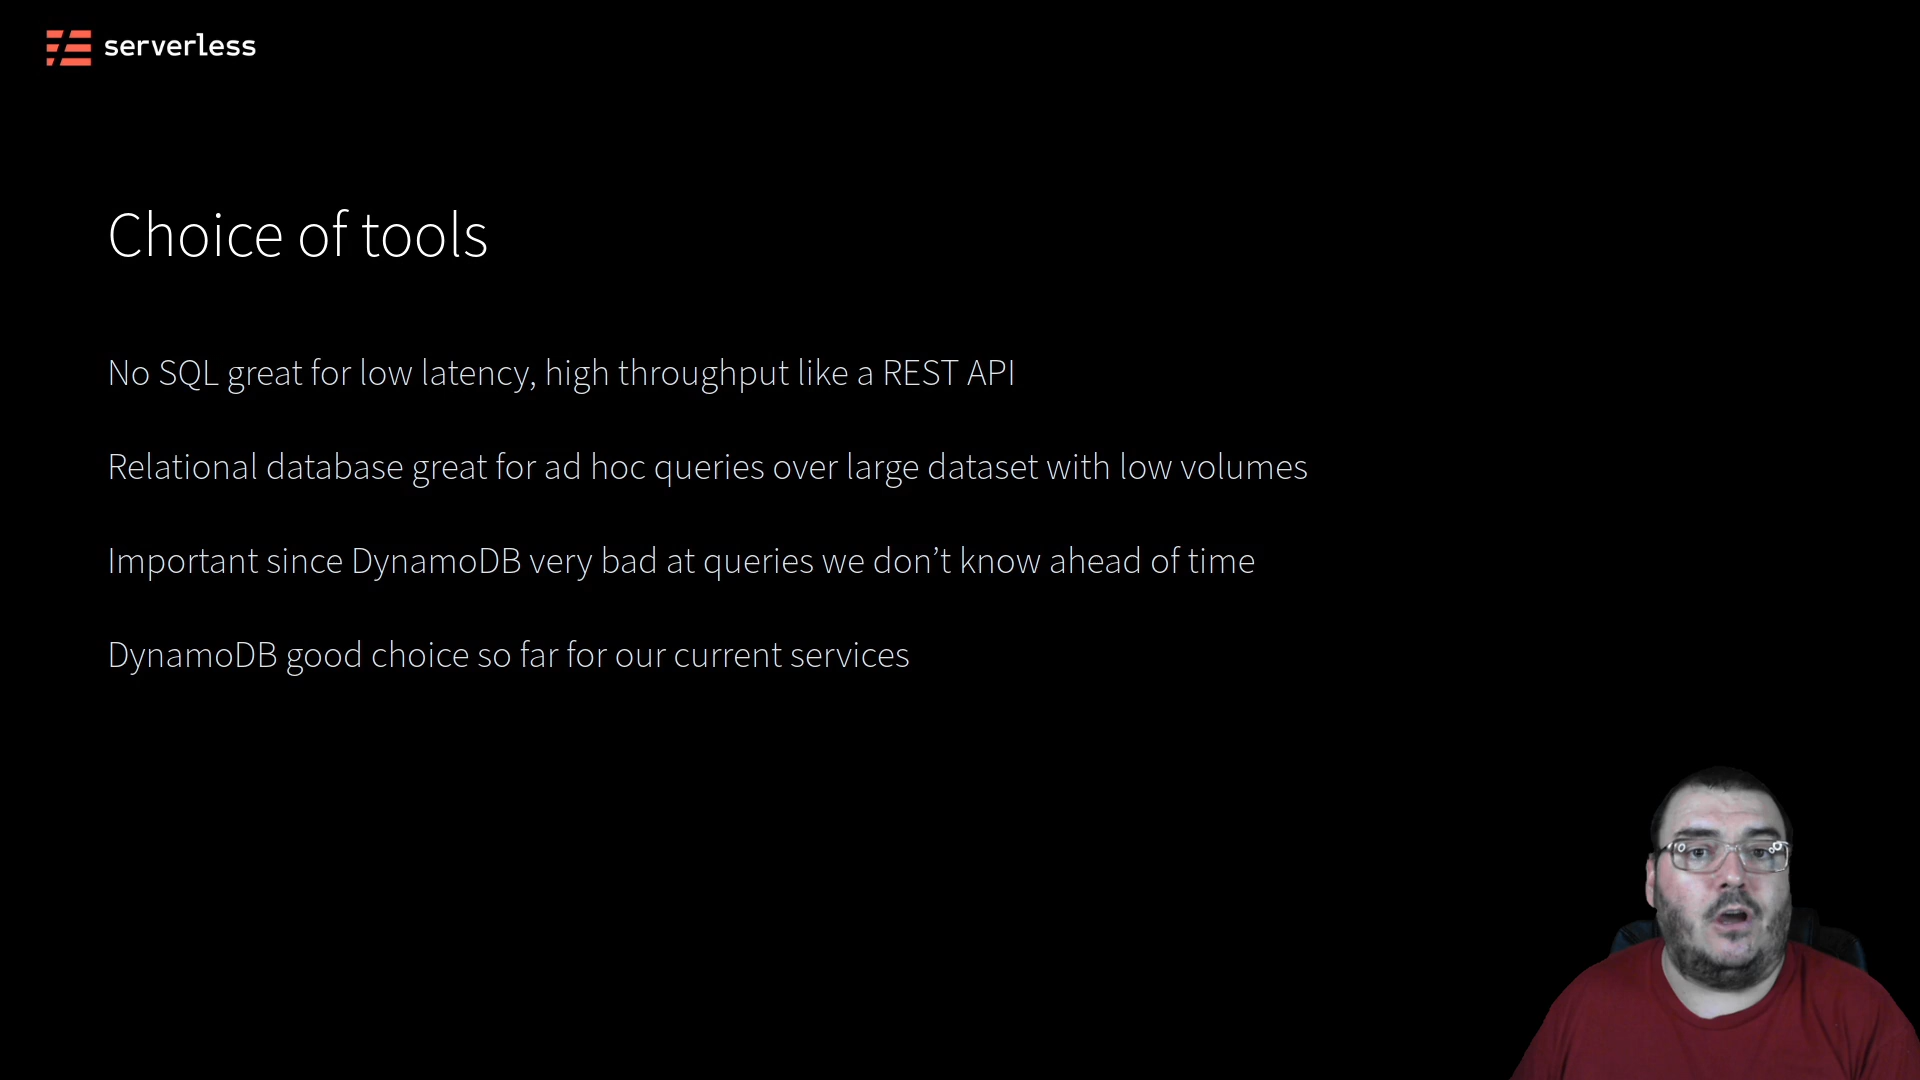 serverless
Choice of tools
No SQL great for low latency, high throughput like a REST API
Relational database great for ad hoc queries over large dataset with low volumes
Important since DynamoDB very bad at queries we don’t know ahead of time
DynamoDB good choice so far for our current services